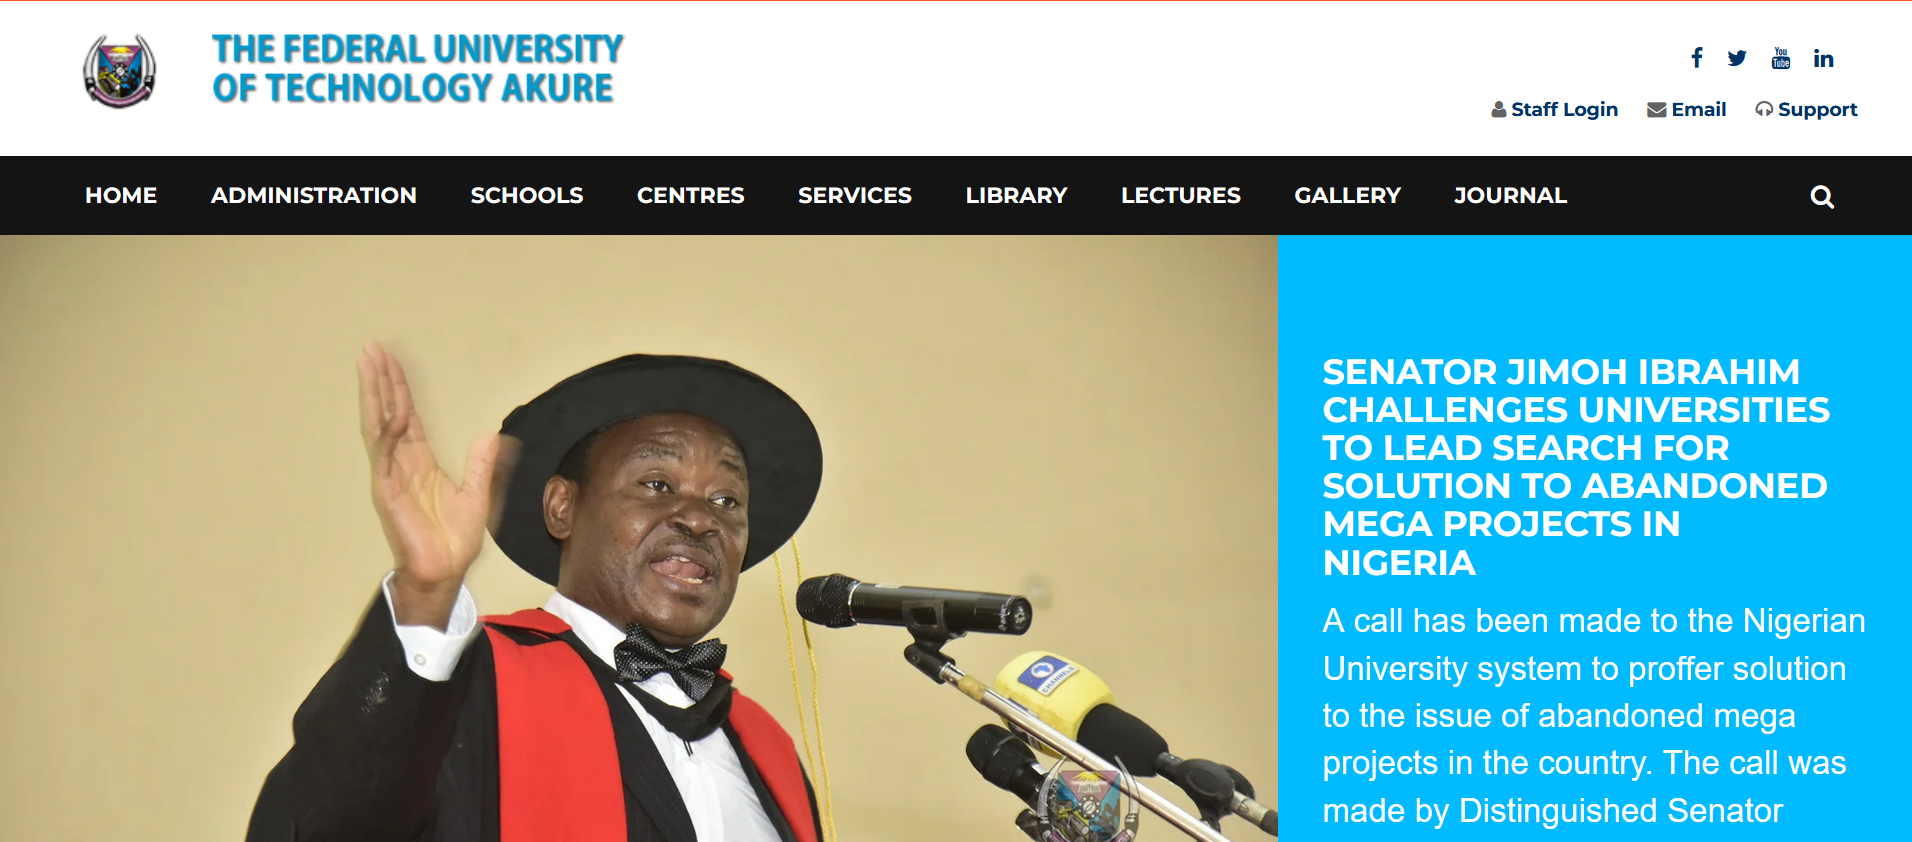 THE FEDERAL UNIVERSITY
OF TECHNOLOGY AKURE
You
Tube
Staff Login Email Support
HOME ADMINISTRATION SCHOOLS CENTRES SERVICES LIBRARY LECTURES GALLERY JOURNAL
SENATOR JIMOH IBRAHIM
CHALLENGES UNIVERSITIES
TO LEAD SEARCH FOR
SOLUTION TO ABANDONED
MEGA PROJECTS IN
NIGERIA
A call has been made to the Nigerian
University system to proffer solution
to the issue of abandoned mega
projects in the country. The call was
made by Distinguished Senator
CHANNELS